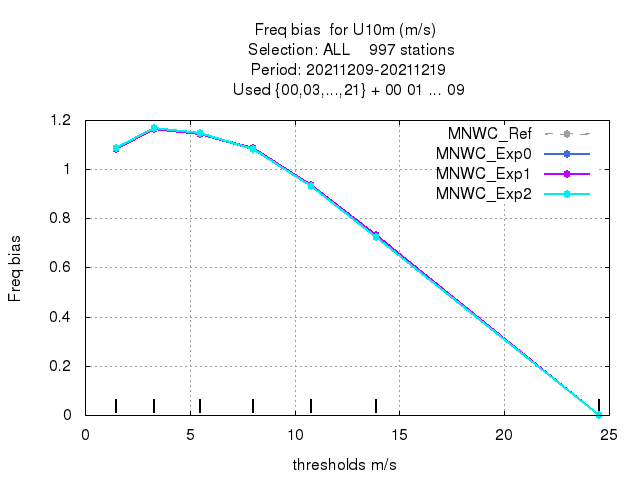 Freq bias  for U10m (m/s)
Selection: ALL    997 stations
Period: 20211209-20211219
Used {00,03,...,21} + 00 01 ... 09
MNWC_Ref
MNWC_Exp0
MNWC_Exp1
MNWC_Exp2
1.2
1
0.8
0.6
0.4
0.2
0
Freq bias
0 5 10 15 20 25
thresholds m/s